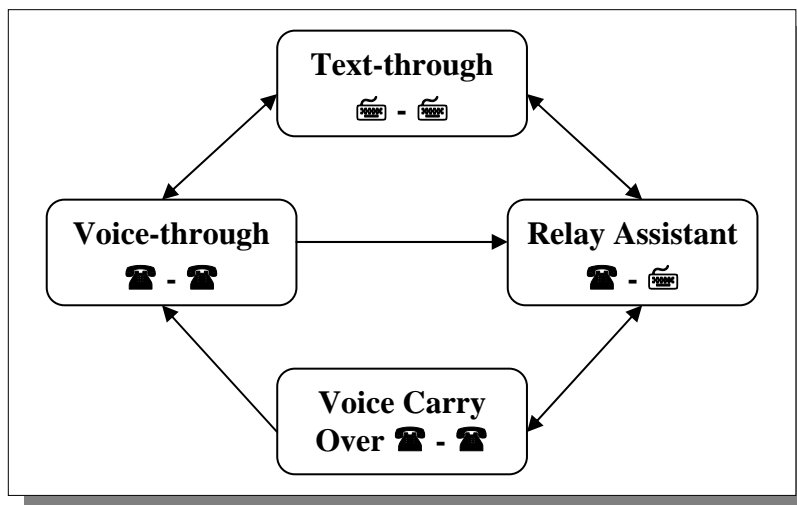 Text-through
⌨ - ⌨
Voice-through
☎ - ☎
Relay Assistant
☎ - ⌨
Voice Carry
Over ☎ - ☎